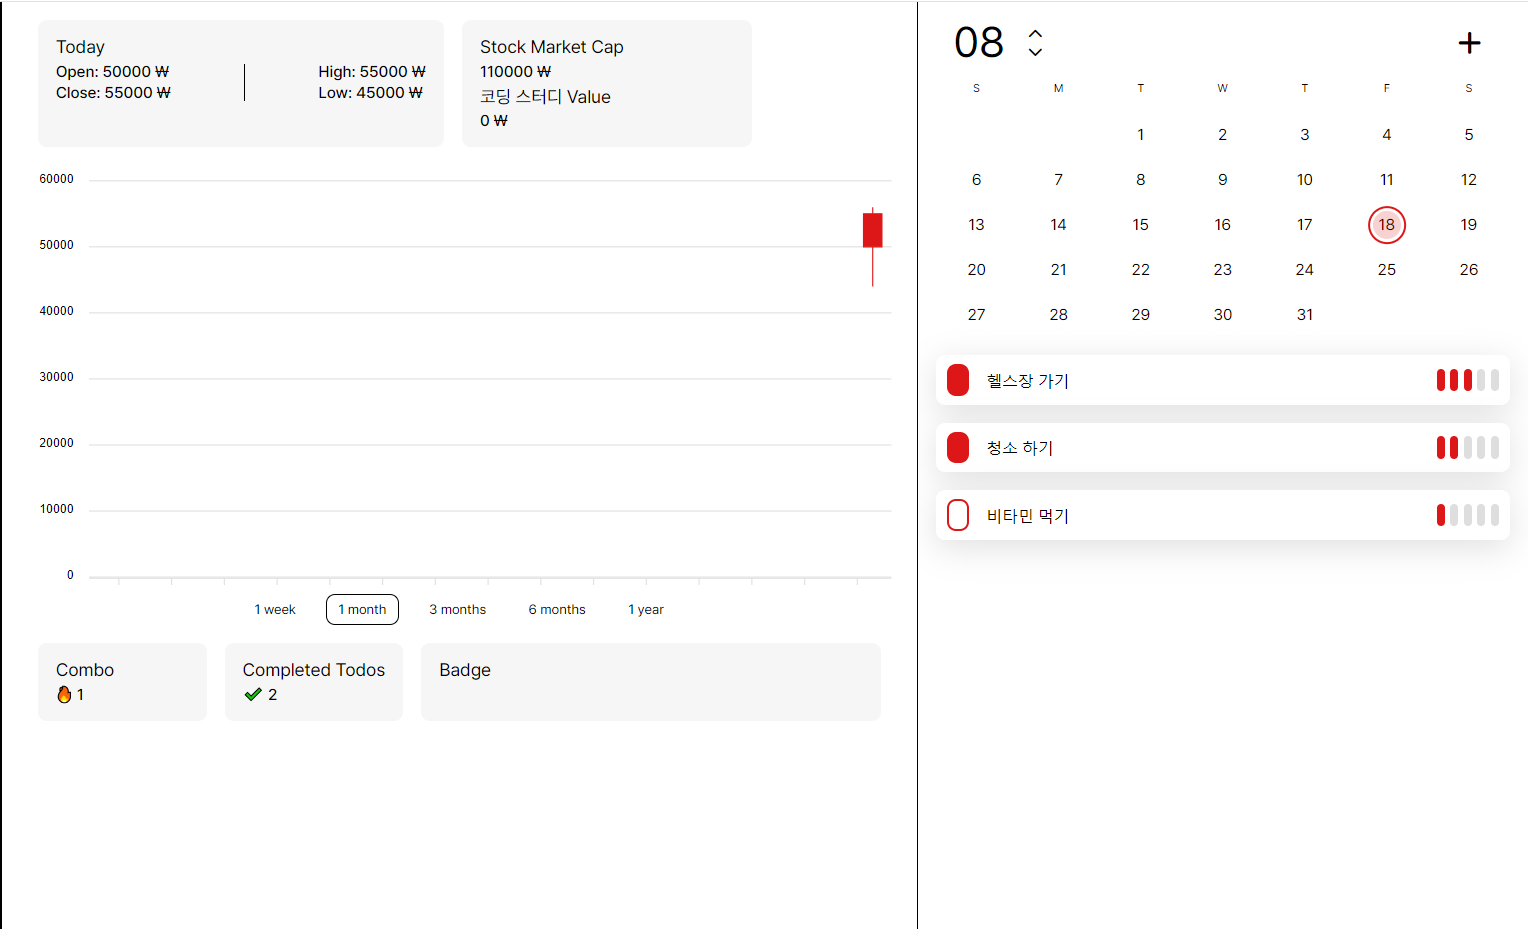 Today
Open: 50000 ₩
Close: 55000 ₩
High: 55000 ₩
Low: 45000 ₩
Stock Market Cap
110000 ₩
코딩 스터디 Value
0 ₩
60000
50000
40000
30000
20000
10000
0
1 week 1 month 3 months 6 months 1 year
Combo
🔥 1
Completed Todos
✔ 2
Badge
08
+
S M T W T F S
1 2 3 4 5
6 7 8 9 10 11 12
13 14 15 16 17 18 19
20 21 22 23 24 25 26
27 28 29 30 31
헬스장 가기
청소 하기
비타민 먹기